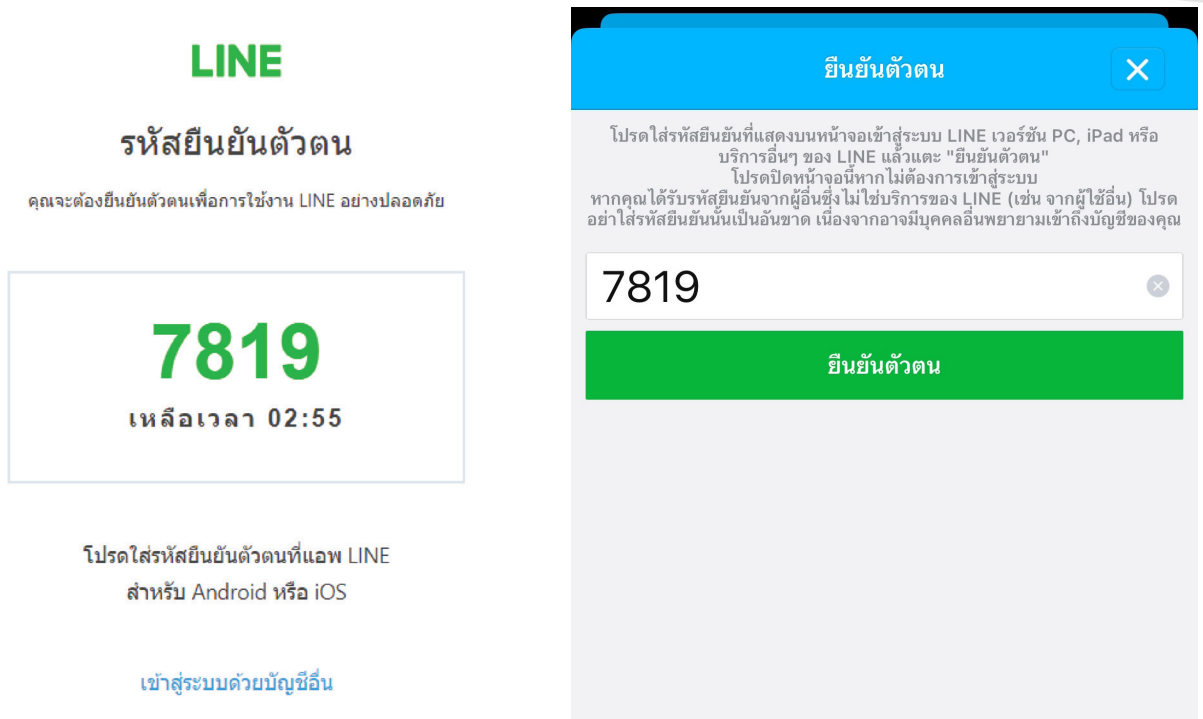 LINE
รหัสยืนยันตัวตน
คุณจะต้องยืนยันตัวตนเพื่อการใช้งาน LINE อย่างปลอดภัย
7819
เหลือเวลา 02:55
โปรดใส่รหัสยืนยันตัวตนที่แอพ LINE
สำหรับ Android หรือ iOS
เข้าสู่ระบบด้วยบัญชีอื่น
ยืนยันตัวตน
โปรดใส่รหัสยืนยันที่แสดงบนหน้าจอเข้าสู่ระบบ LINE เวอร์ชัน PC, iPad หรือ
บริการอื่นๆ ของ LINE แล้วแตะ "ยืนยันตัวตน"
โปรดปิดหน้าจอนี้หากไม่ต้องการเข้าสู่ระบบ
หากคุณได้รับรหัสยืนยันจากผู้อื่นซึ่งไม่ใช่บริการของ LINE (เช่น จากผู้ใช้อื่น) โปรด
อย่าใส่รหัสยืนยันนั้นเป็นอันขาด เนื่องจากอาจมีบุคคลอื่นพยายามเข้าถึงบัญชีของคุณ
7819
ยืนยันตัวตน